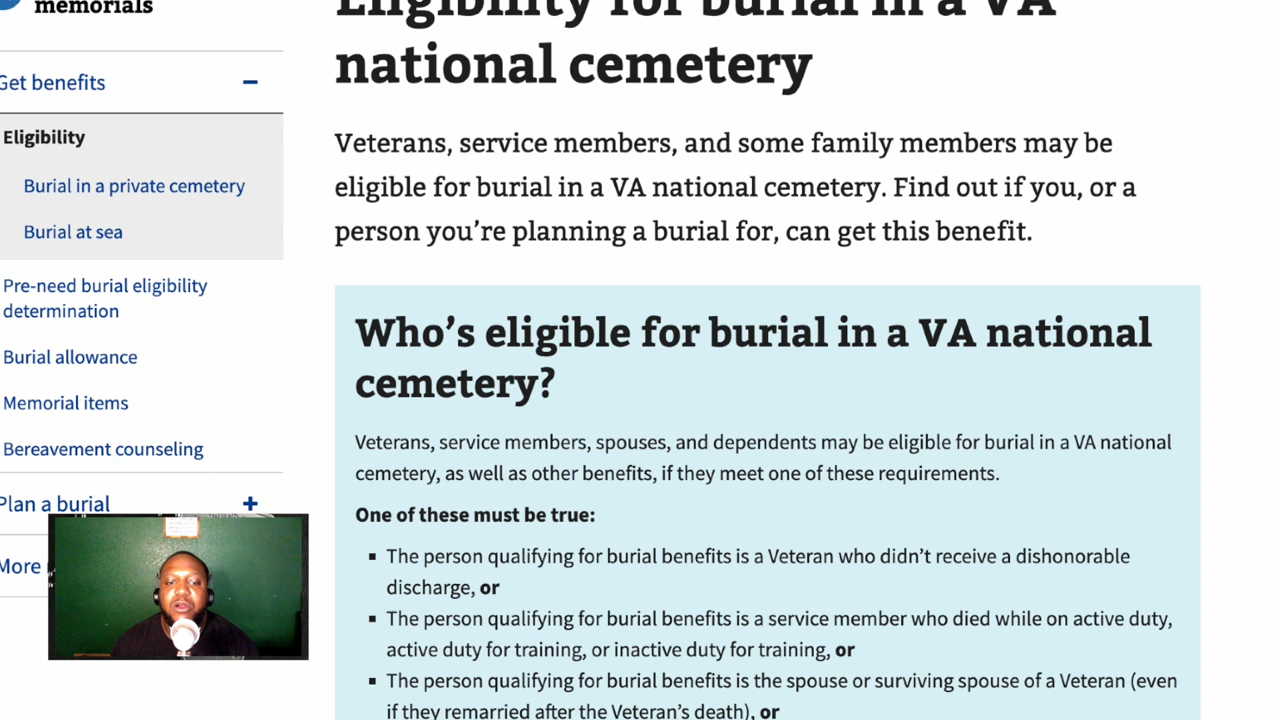 memorials
Get benefits
Eligibility
Burial in a private cemetery
Burial at sea
Pre-need burial eligibility
determination
Burial allowance
Memorial items
Bereavement counseling
Plan a burial
More
Eligibility for burial in a VA
national cemetery
Veterans, service members, and some family members may be
eligible for burial in a VA national cemetery. Find out if you, or a
person you’re planning a burial for, can get this benefit.
Who’s eligible for burial in a VA national
cemetery?
Veterans, service members, spouses, and dependents may be eligible for burial in a VA national
cemetery, as well as other benefits, if they meet one of these requirements.
One of these must be true:
The person qualifying for burial benefits is a Veteran who didn’t receive a dishonorable
discharge, or
The person qualifying for burial benefits is a service member who died while on active duty,
active duty for training, or inactive duty for training, or
The person qualifying for burial benefits is the spouse or surviving spouse of a Veteran (even
if they remarried after the Veteran’s death), or